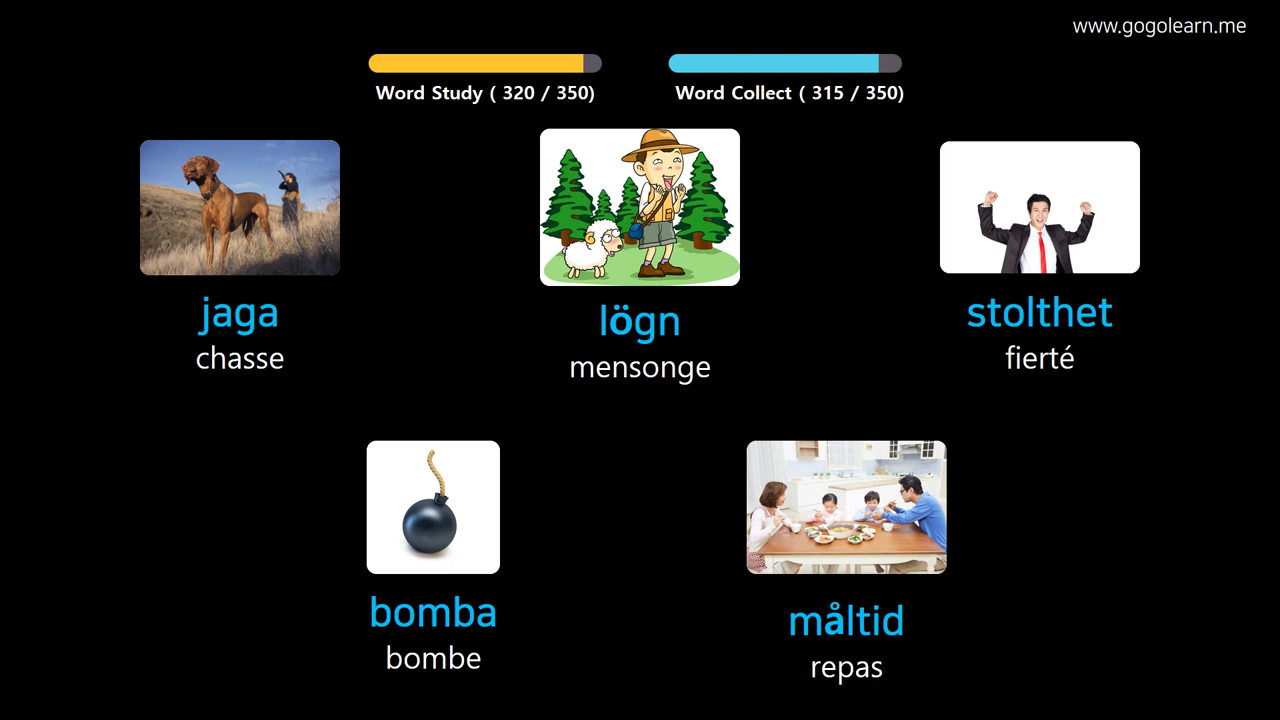 www.gogolearn.me
Word Study ( 320 / 350)
Word Collect ( 315 / 350)
jaga
chasse
lögn
mensonge
stolthet
fierté
bomba
bombe
måltid
repas